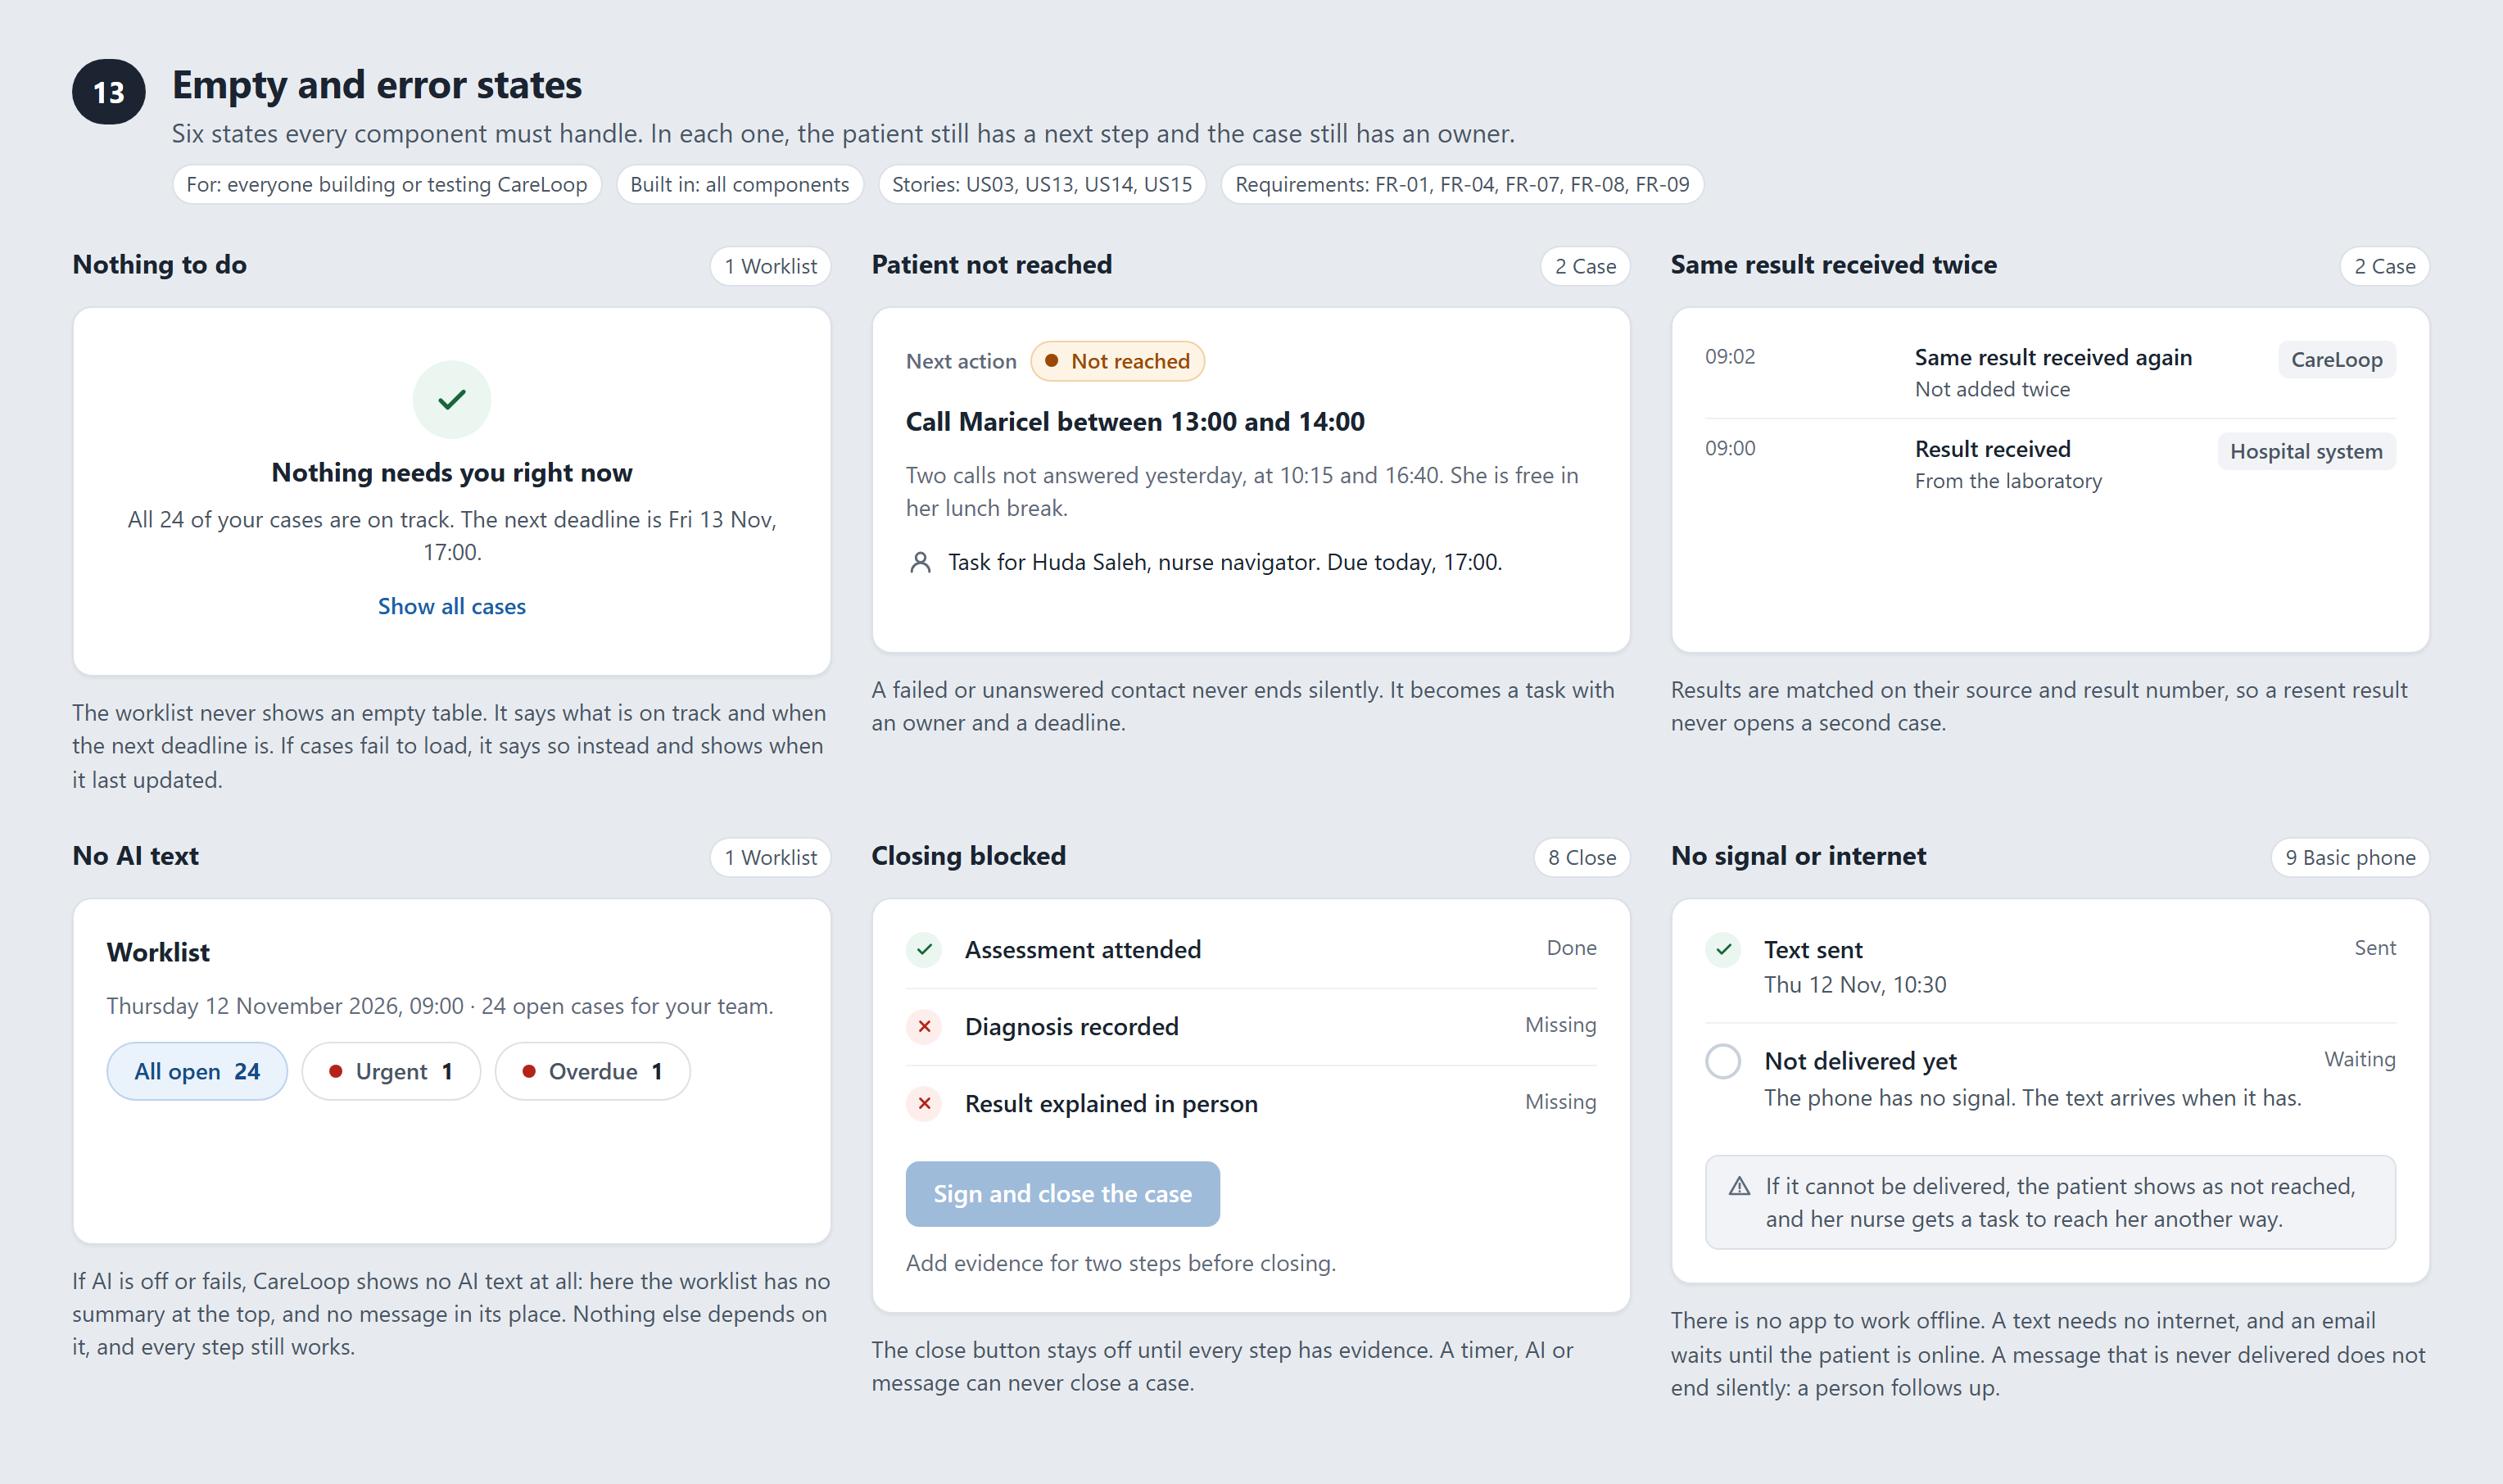 13
Empty and error states
Six states every component must handle. In each one, the patient still has a next step and the case still has an owner.
For: everyone building or testing CareLoop
Built in: all components
Stories: US03, US13, US14, US15
Requirements: FR-01, FR-04, FR-07, FR-08, FR-09
Nothing to do
1 Worklist
Nothing needs you right now
All 24 of your cases are on track. The next deadline is Fri 13 Nov,
17:00.
Show all cases
The worklist never shows an empty table. It says what is on track and when
the next deadline is. If cases fail to load, it says so instead and shows when
it last updated.
Patient not reached
2 Case
Next action
Not reached
Call Maricel between 13:00 and 14:00
Two calls not answered yesterday, at 10:15 and 16:40. She is free in
her lunch break.
Task for Huda Saleh, nurse navigator. Due today, 17:00.
A failed or unanswered contact never ends silently. It becomes a task with
an owner and a deadline.
Same result received twice
2 Case
09:02
Same result received again
CareLoop
Not added twice
09:00
Result received
Hospital system
From the laboratory
Results are matched on their source and result number, so a resent result
never opens a second case.
No AI text
1 Worklist
Worklist
Thursday 12 November 2026, 09:00 · 24 open cases for your team.
All open 24
Urgent 1
Overdue 1
If AI is off or fails, CareLoop shows no AI text at all: here the worklist has no
summary at the top, and no message in its place. Nothing else depends on
it, and every step still works.
Closing blocked
8 Close
Assessment attended
Done
Diagnosis recorded
Missing
Result explained in person
Missing
Sign and close the case
Add evidence for two steps before closing.
The close button stays off until every step has evidence. A timer, AI or
message can never close a case.
No signal or internet
9 Basic phone
Text sent
Sent
Thu 12 Nov, 10:30
Not delivered yet
Waiting
The phone has no signal. The text arrives when it has.
If it cannot be delivered, the patient shows as not reached,
and her nurse gets a task to reach her another way.
There is no app to work offline. A text needs no internet, and an email
waits until the patient is online. A message that is never delivered does not
end silently: a person follows up.